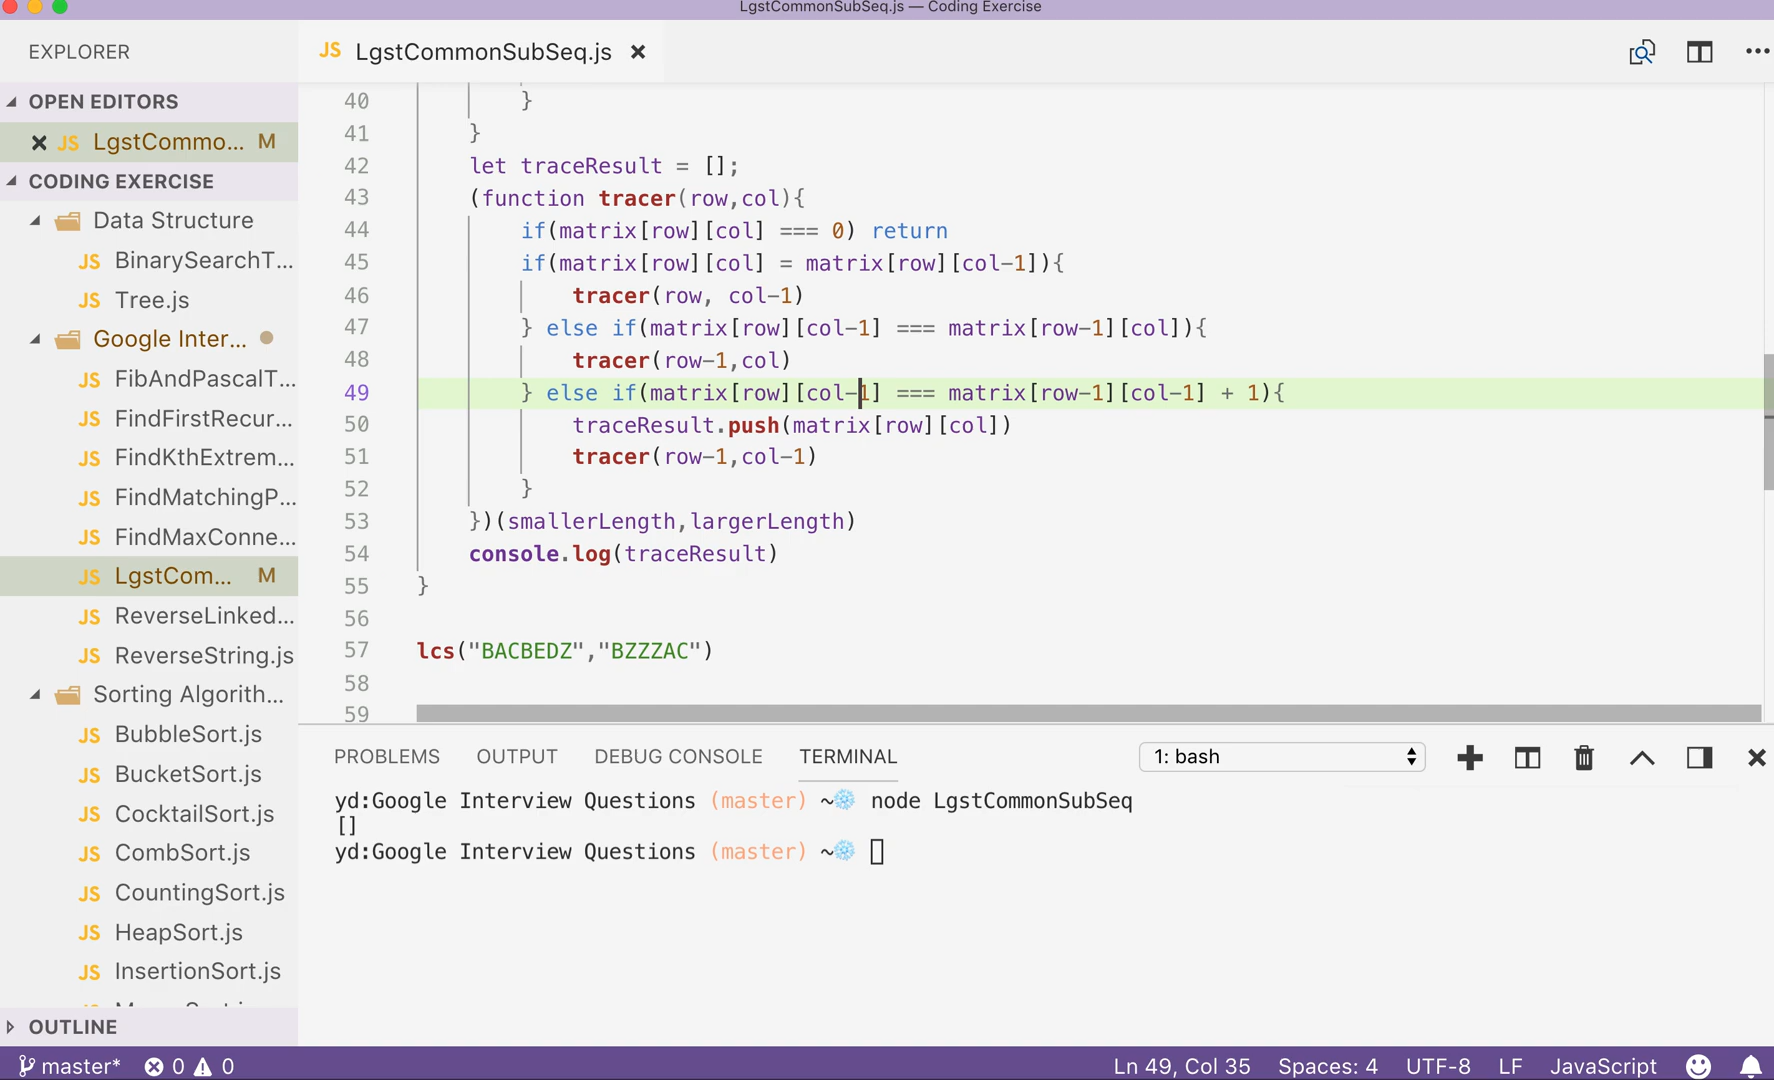 LgstCommonSubSeq.js — Coding Exercise
EXPLORER
OPEN EDITORS
JS LgstCommo... M
CODING EXERCISE
Data Structure
JS BinarySearchT...
JS Tree.js
Google Inter...
JS FibAndPascalT...
JS FindFirstRecur...
JS FindKthExtrem...
JS FindMatchingP...
JS FindMaxConne...
JS LgstCom... M
JS ReverseLinked...
JS ReverseString.js
Sorting Algorith...
JS BubbleSort.js
JS BucketSort.js
JS CocktailSort.js
JS CombSort.js
JS CountingSort.js
JS HeapSort.js
JS InsertionSort.js
OUTLINE
JS LgstCommonSubSeq.js
40 }
41 }
42 let traceResult = [];
43 (function tracer(row,col){
44 if(matrix[row][col] === 0) return
45 if(matrix[row][col] = matrix[row][col-1]){
46 tracer(row, col-1)
47 } else if(matrix[row][col-1] === matrix[row-1][col]){
48 tracer(row-1,col)
49 } else if(matrix[row][col-1] === matrix[row-1][col-1] + 1){
50 traceResult.push(matrix[row][col])
51 tracer(row-1,col-1)
52 }
53 })(smallerLength,largerLength)
54 console.log(traceResult)
55 }
56
57 lcs("BACBEDZ","BZZZAC")
58
59
PROBLEMS OUTPUT DEBUG CONSOLE TERMINAL 1: bash
yd:Google Interview Questions (master) ~❄ node LgstCommonSubSeq
[]
yd:Google Interview Questions (master) ~❄
master* 0 0 Ln 49, Col 35 Spaces: 4 UTF-8 LF JavaScript